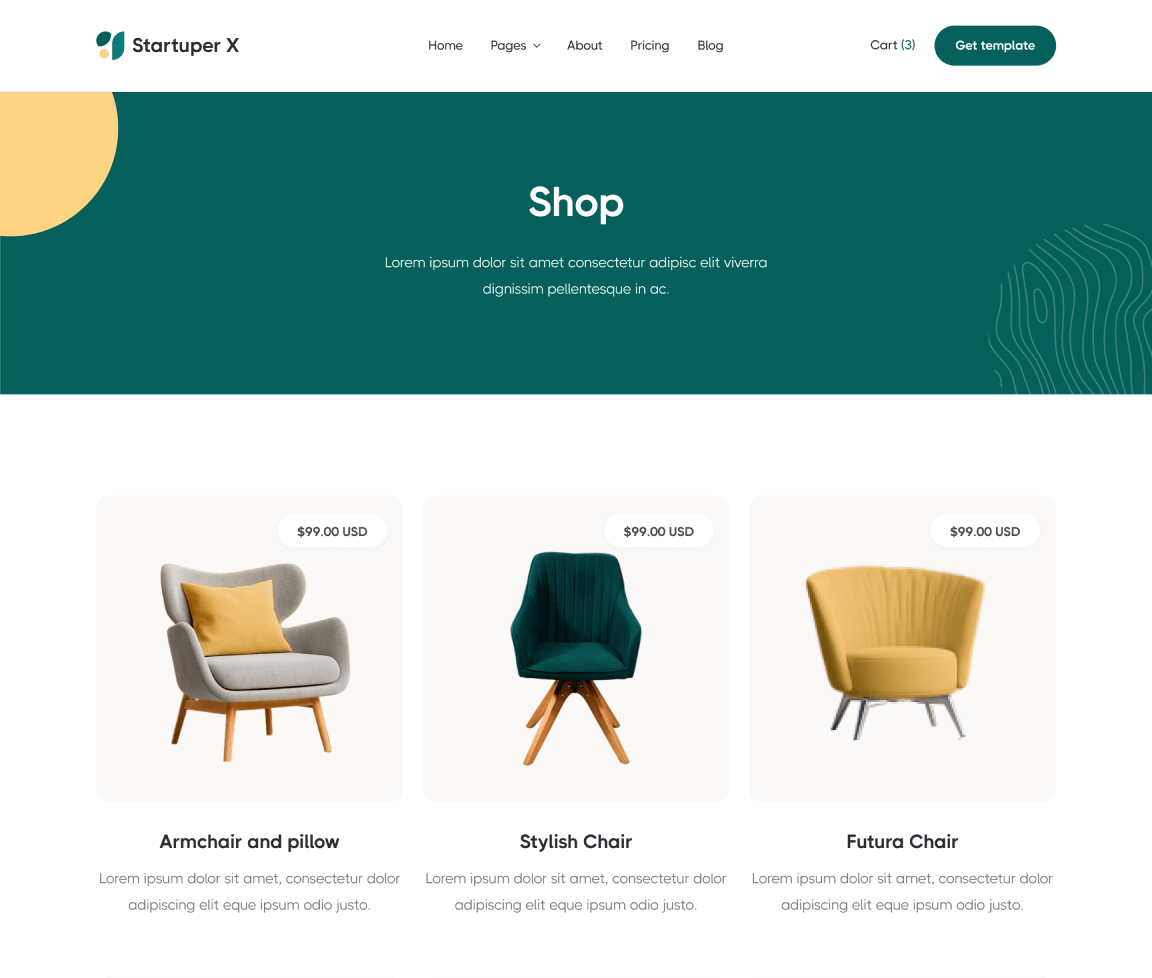 Startuper X
Home
Pages
About
Pricing
Blog
Cart (3)
Get template
Shop
Lorem ipsum dolor sit amet consectetur adipisc elit viverra
dignissim pellentesque in ac.
$99.00 USD
$99.00 USD
$99.00 USD
Armchair and pillow
Lorem ipsum dolor sit amet, consectetur dolor
adipiscing elit eque ipsum odio justo.
Stylish Chair
Lorem ipsum dolor sit amet, consectetur dolor
adipiscing elit eque ipsum odio justo.
Futura Chair
Lorem ipsum dolor sit amet, consectetur dolor
adipiscing elit eque ipsum odio justo.